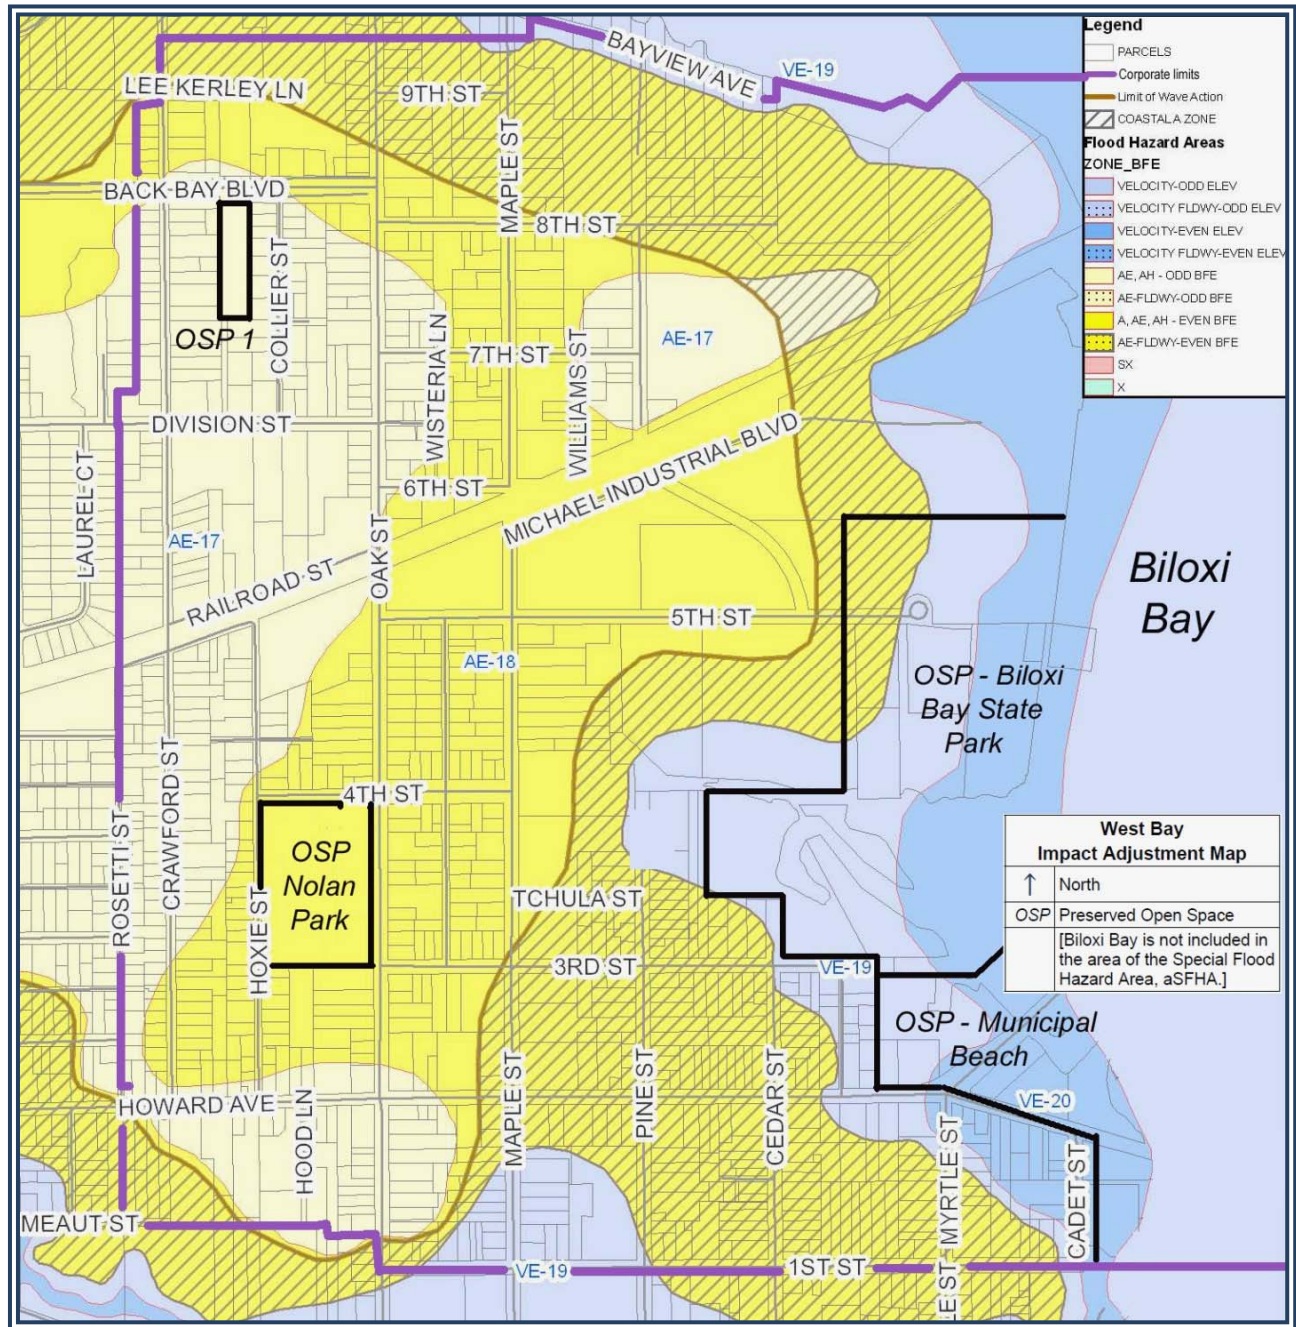 Legend
PARCELS
Corporate limits
Limit of Wave Action
COASTAL A ZONE
Flood Hazard Areas
ZONE_BFE
VELOCITY-ODD ELEV
VELOCITY FLDWY-ODD ELEV
VELOCITY-EVEN ELEV
VELOCITY FLDWY-EVEN ELEV
AE, AH - ODD BFE
AE-FLDWY-ODD BFE
A, AE, AH - EVEN BFE
AE-FLDWY-EVEN BFE
SX
X
BAYVIEW AVE
VE-19
LEE KERLEY LN
9TH ST
MAPLE ST
BACK BAY BLVD
8TH ST
COLLIER ST
OSP 1
WISTERIA LN
7TH ST
WILLIAMS ST
AE-17
DIVISION ST
LAUREL CT
6TH ST
MICHAEL INDUSTRIAL BLVD
AE-17
OAK ST
RAILROAD ST
Biloxi
Bay
5TH ST
AE-18
OSP - Biloxi
Bay State
Park
4TH ST
CRAWFORD ST
ROSETTI ST
HOXIE ST
OSP
Nolan
Park
TCHULA ST
3RD ST
VE-19
West Bay
Impact Adjustment Map
↑ North
OSP Preserved Open Space
[Biloxi Bay is not included in
the area of the Special Flood
Hazard Area, aSFHA.]
OSP - Municipal
Beach
HOWARD AVE
HOOD LN
MAPLE ST
PINE ST
CEDAR ST
MYRTLE ST
VE-20
CADET ST
MEAUT ST
VE-19
1ST ST
LE ST